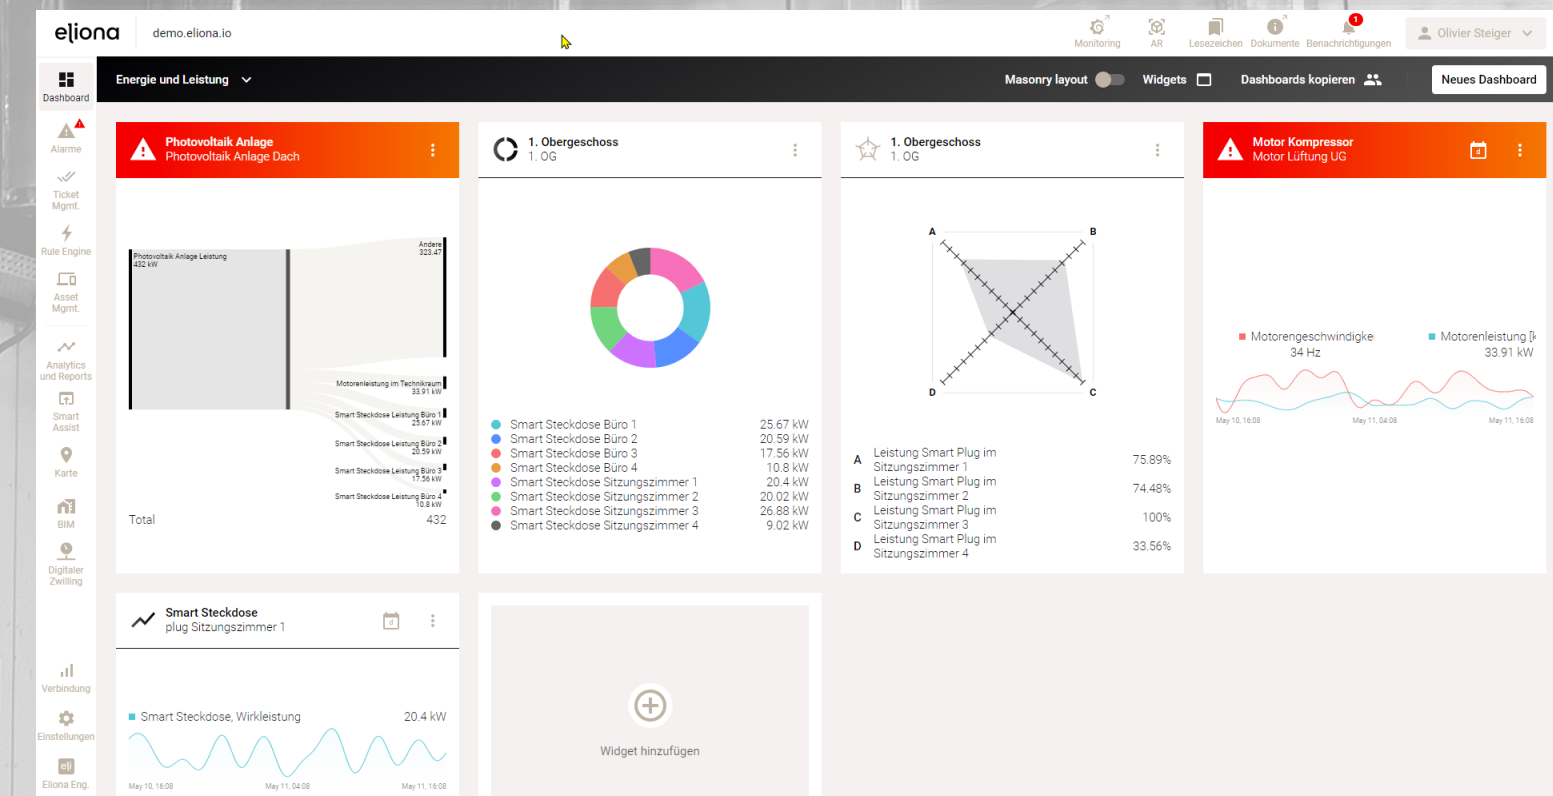 eliona
demo.eliona.io
Monitoring
AR
Lesezeichen
Dokumente
1
Benachrichtigungen
Olivier Steiger
Dashboard
Alarme
Ticket
Mgmt.
Rule Engine
Asset
Mgmt.
Analytics
und Reports
Smart
Assist
Karte
BIM
Digitaler
Zwilling
Verbindung
Einstellungen
eli
Eliona Eng.
Energie und Leistung
Masonry layout
Widgets
Dashboards kopieren
Neues Dashboard
Photovoltaik Anlage
Photovoltaik Anlage Dach
Photovoltaik Anlage Leistung
432 kW
Andere
323.47
Motorenleistung im Technikraum
33.91 kW
Smart Steckdose Leistung Büro 1
25.67 kW
Smart Steckdose Leistung Büro 2
20.59 kW
Smart Steckdose Leistung Büro 3
17.56 kW
Smart Steckdose Leistung Büro 4
10.8 kW
Total 432
1. Obergeschoss
1. OG
Smart Steckdose Büro 1 25.67 kW
Smart Steckdose Büro 2 20.59 kW
Smart Steckdose Büro 3 17.56 kW
Smart Steckdose Büro 4 10.8 kW
Smart Steckdose Sitzungszimmer 1 20.4 kW
Smart Steckdose Sitzungszimmer 2 20.02 kW
Smart Steckdose Sitzungszimmer 3 26.88 kW
Smart Steckdose Sitzungszimmer 4 9.02 kW
1. Obergeschoss
1. OG
A B
D C
A Leistung Smart Plug im
Sitzungszimmer 1 75.89%
B Leistung Smart Plug im
Sitzungszimmer 2 74.48%
C Leistung Smart Plug im
Sitzungszimmer 3 100%
D Leistung Smart Plug im
Sitzungszimmer 4 33.56%
Motor Kompressor
Motor Lüftung UG
d
Motorengeschwindigke
34 Hz
Motorenleistung [k
33.91 kW
May 10, 16:08 May 11, 04:08 May 11, 16:08
Smart Steckdose
plug Sitzungszimmer 1
d
Smart Steckdose, Wirkleistung 20.4 kW
May 10, 16:08 May 11, 04:08 May 11, 16:08
Widget hinzufügen